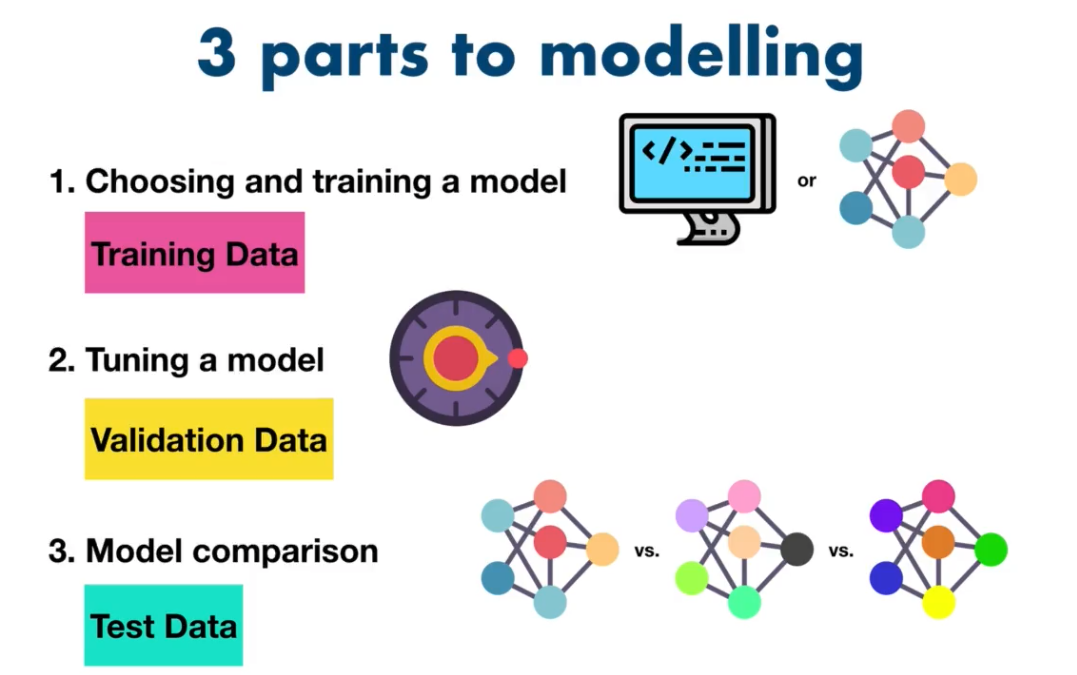 3 parts to modelling
1. Choosing and training a model
</> or
Training Data
2. Tuning a model
Validation Data
3. Model comparison
vs. vs.
Test Data